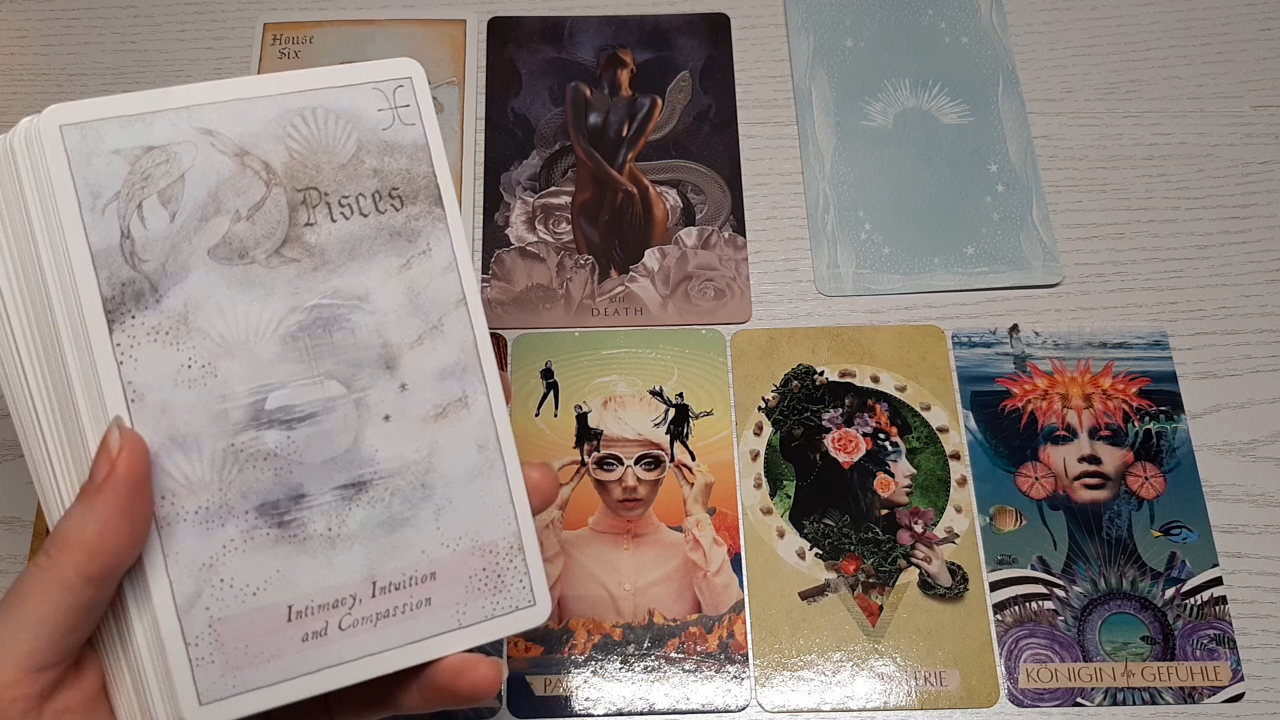 House
Six
Pisces
Intimacy, Intuition
and Compassion
XIII
DEATH
KÖNIGIN der GEFÜHLE